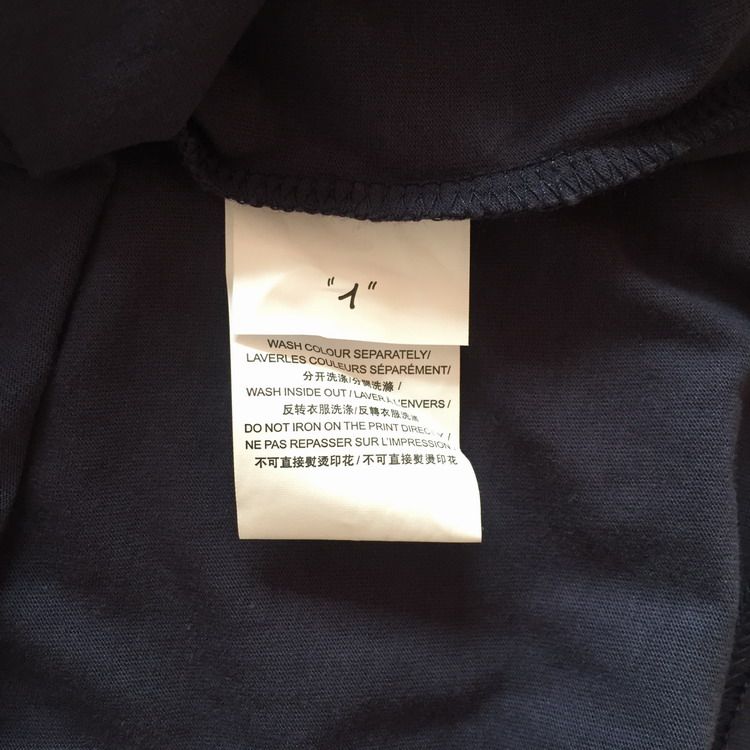 "1"
WASH COLOUR SEPARATELY/
LAVERLES COULEURS SÉPARÉMENT/
分开洗涤/分開洗滌 /
WASH INSIDE OUT / LAVER À L'ENVERS /
反转衣服洗涤/反轉衣服洗滌
DO NOT IRON ON THE PRINT DIRECTLY /
NE PAS REPASSER SUR L'IMPRESSION
不可直接熨烫印花 / 不可直接熨燙印花